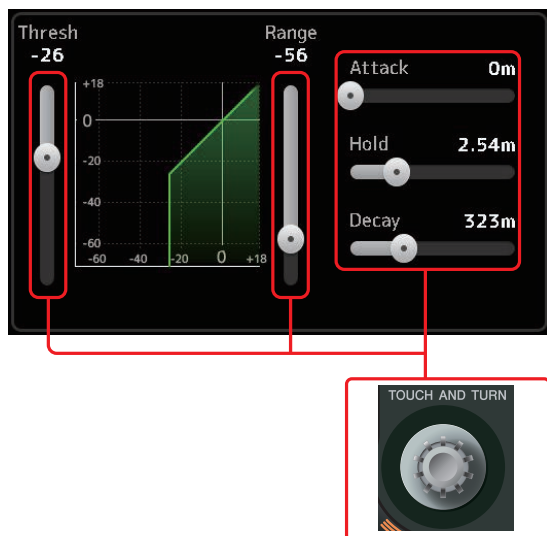 Thresh
-26
Range
-56
+18
0
-20
-40
-60
-60 -40 -20 0 +18
Attack 0m
Hold 2.54m
Decay 323m
TOUCH AND TURN